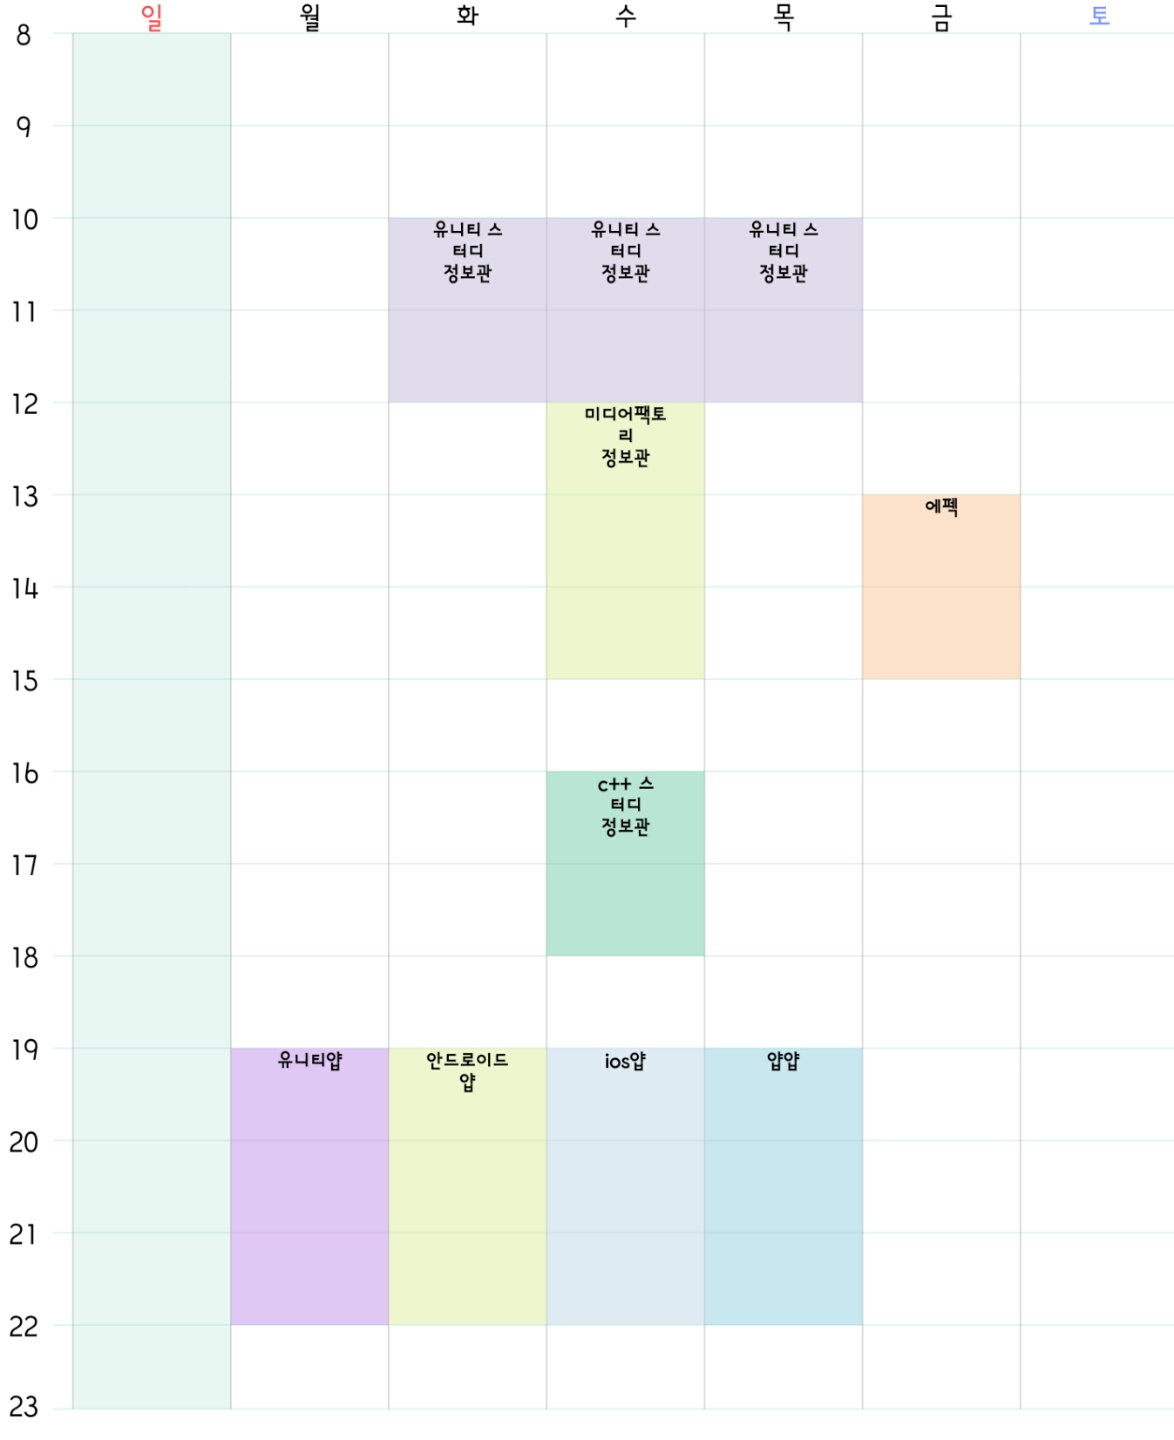 일 월 화 수 목 금 토
8
9
10
유니티 스 유니티 스 유니티 스
터디 터디 터디
정보관 정보관 정보관
11
12
미디어팩토
리
정보관
13
에펙
14
15
16
c++ 스
터디
정보관
17
18
19
유니티얍 안드로이드 ios얍 얍얍
얍
20
21
22
23